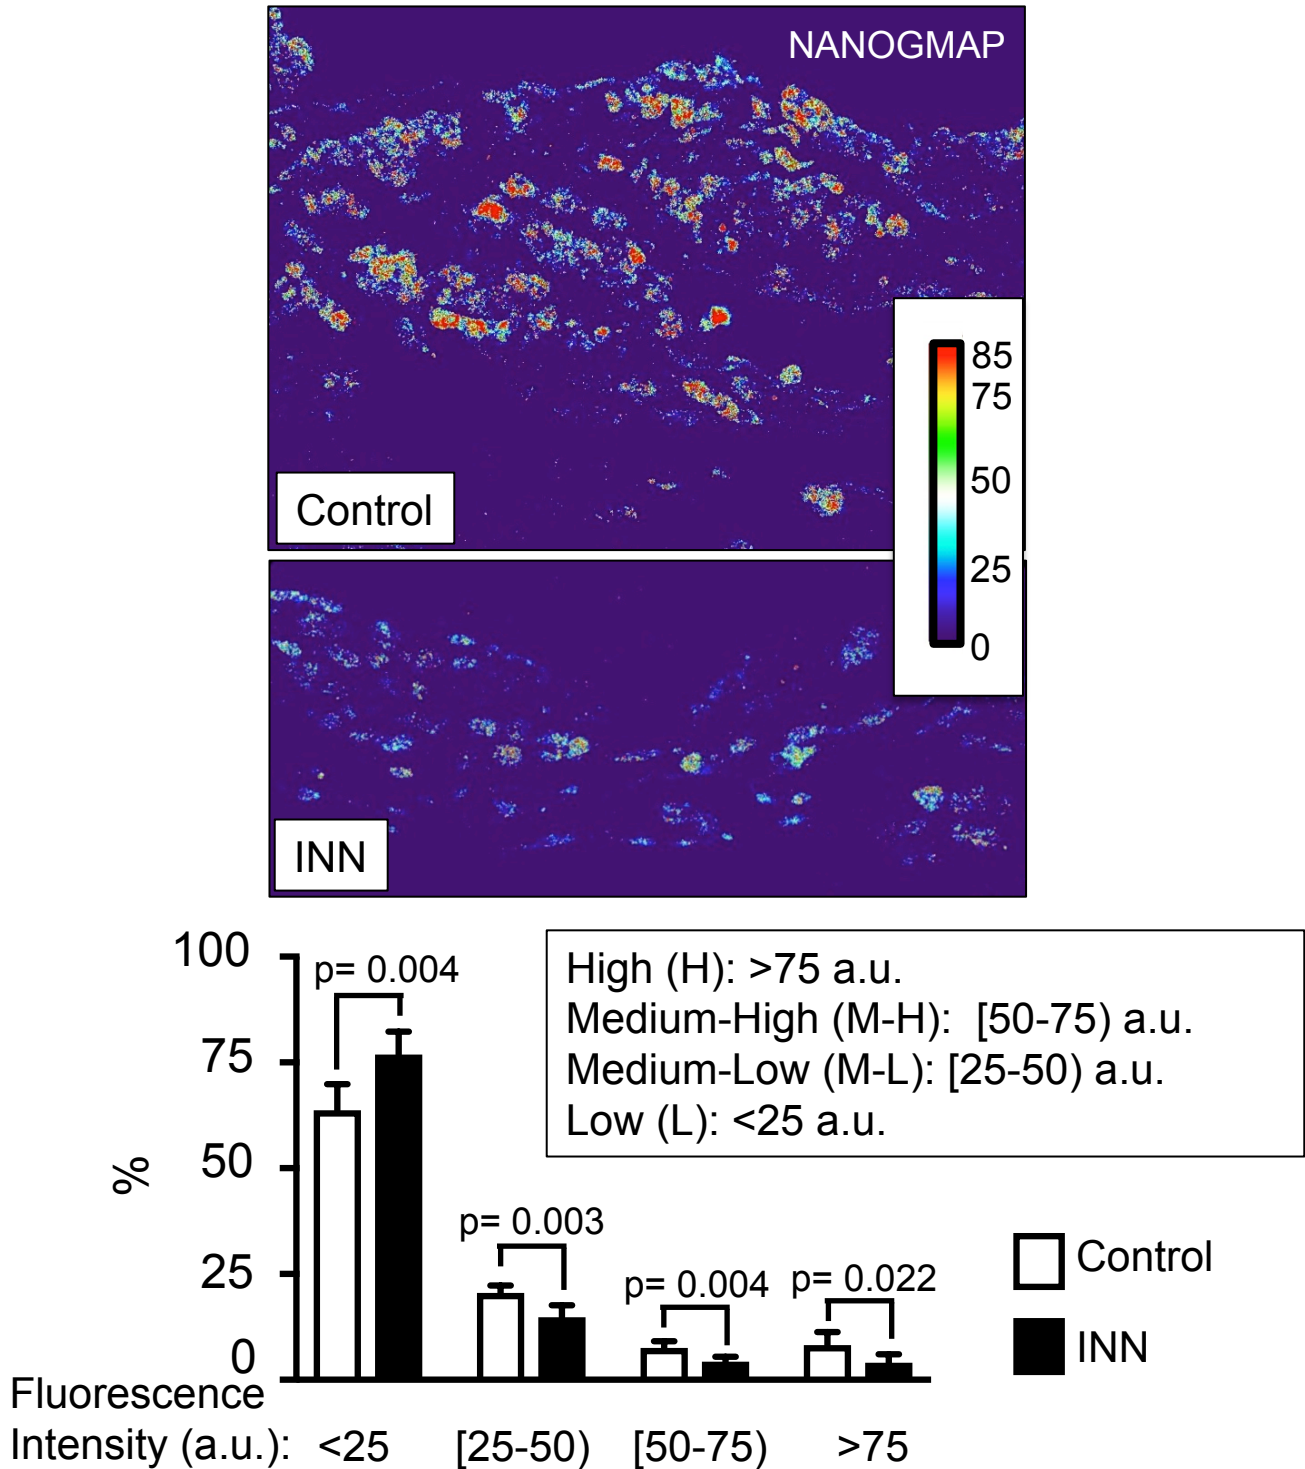 NANOGMAP
85
75
50
25
0
Control
INN
100
75
50
25
0
%
p= 0.004
p= 0.003
p= 0.004
p= 0.022
High (H): >75 a.u.
Medium-High (M-H): [50-75) a.u.
Medium-Low (M-L): [25-50) a.u.
Low (L): <25 a.u.
Control
INN
Fluorescence
Intensity (a.u.): <25 [25-50) [50-75) >75